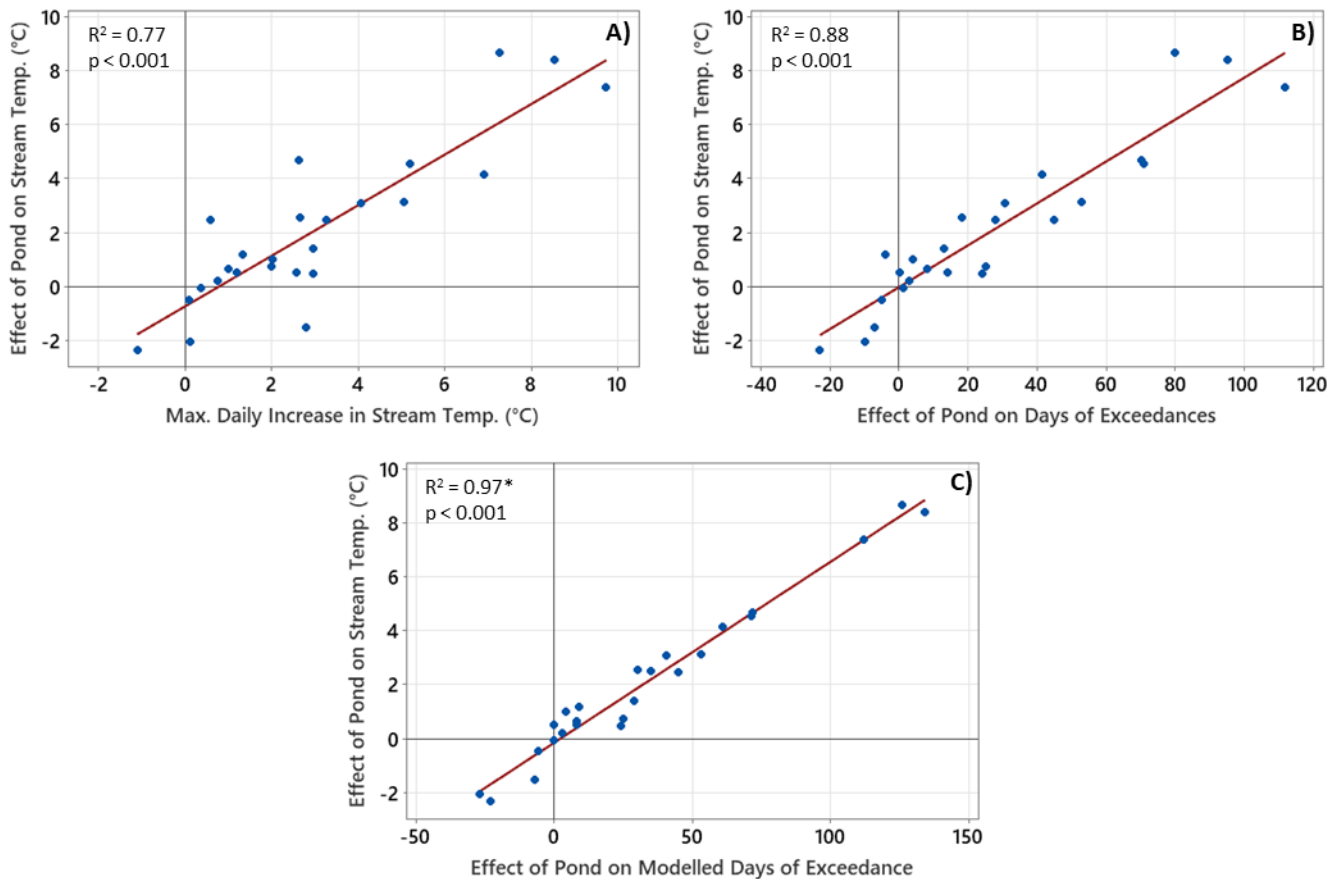 R² = 0.77
p < 0.001
A)
10
8
6
4
2
0
-2
Effect of Pond on Stream Temp. (°C)
-2 0 2 4 6 8 10
Max. Daily Increase in Stream Temp. (°C)
R² = 0.88
p < 0.001
B)
10
8
6
4
2
0
-2
Effect of Pond on Stream Temp. (°C)
-40 -20 0 20 40 60 80 100 120
Effect of Pond on Days of Exceedances
R² = 0.97*
p < 0.001
C)
10
8
6
4
2
0
-2
Effect of Pond on Stream Temp. (°C)
-50 0 50 100 150
Effect of Pond on Modelled Days of Exceedance